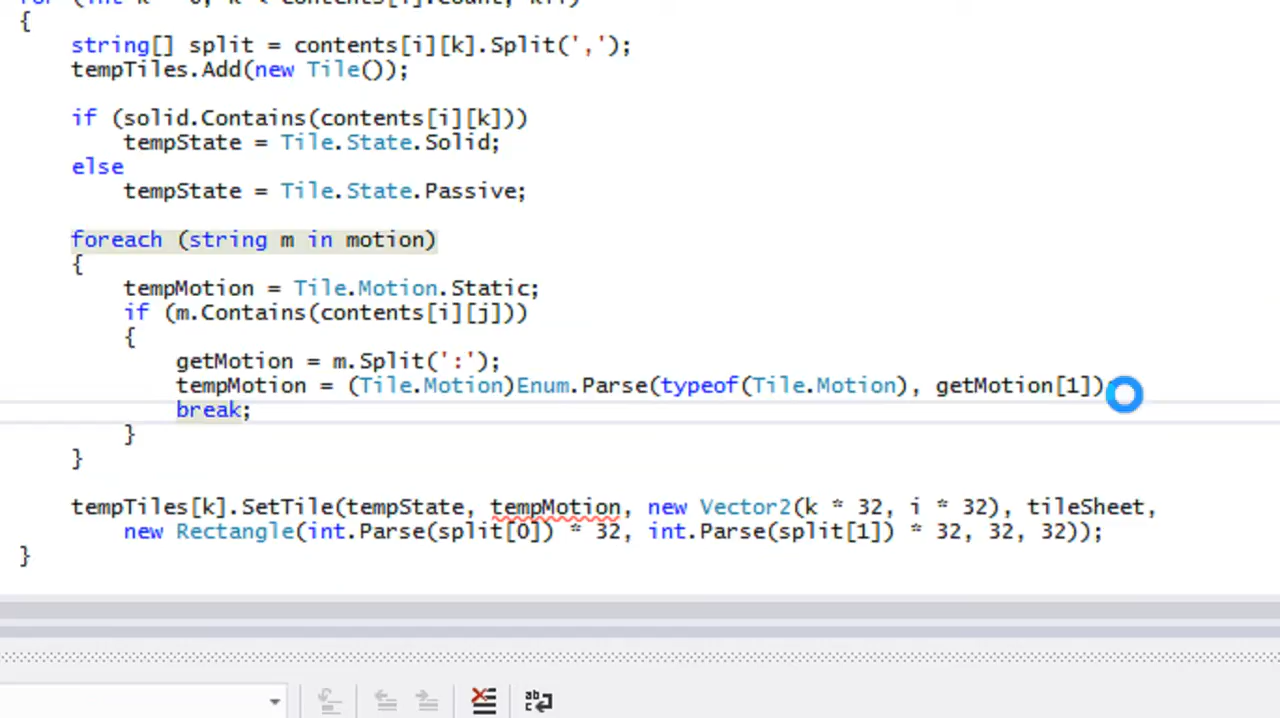 {
string[] split = contents[i][k].Split(',');
tempTiles.Add(new Tile());
if (solid.Contains(contents[i][k]))
tempState = Tile.State.Solid;
else
tempState = Tile.State.Passive;
foreach (string m in motion)
{
tempMotion = Tile.Motion.Static;
if (m.Contains(contents[i][j]))
{
getMotion = m.Split(':');
tempMotion = (Tile.Motion)Enum.Parse(typeof(Tile.Motion), getMotion[1])
break;
}
}
tempTiles[k].SetTile(tempState, tempMotion, new Vector2(k * 32, i * 32), tileSheet,
new Rectangle(int.Parse(split[0]) * 32, int.Parse(split[1]) * 32, 32, 32));
}